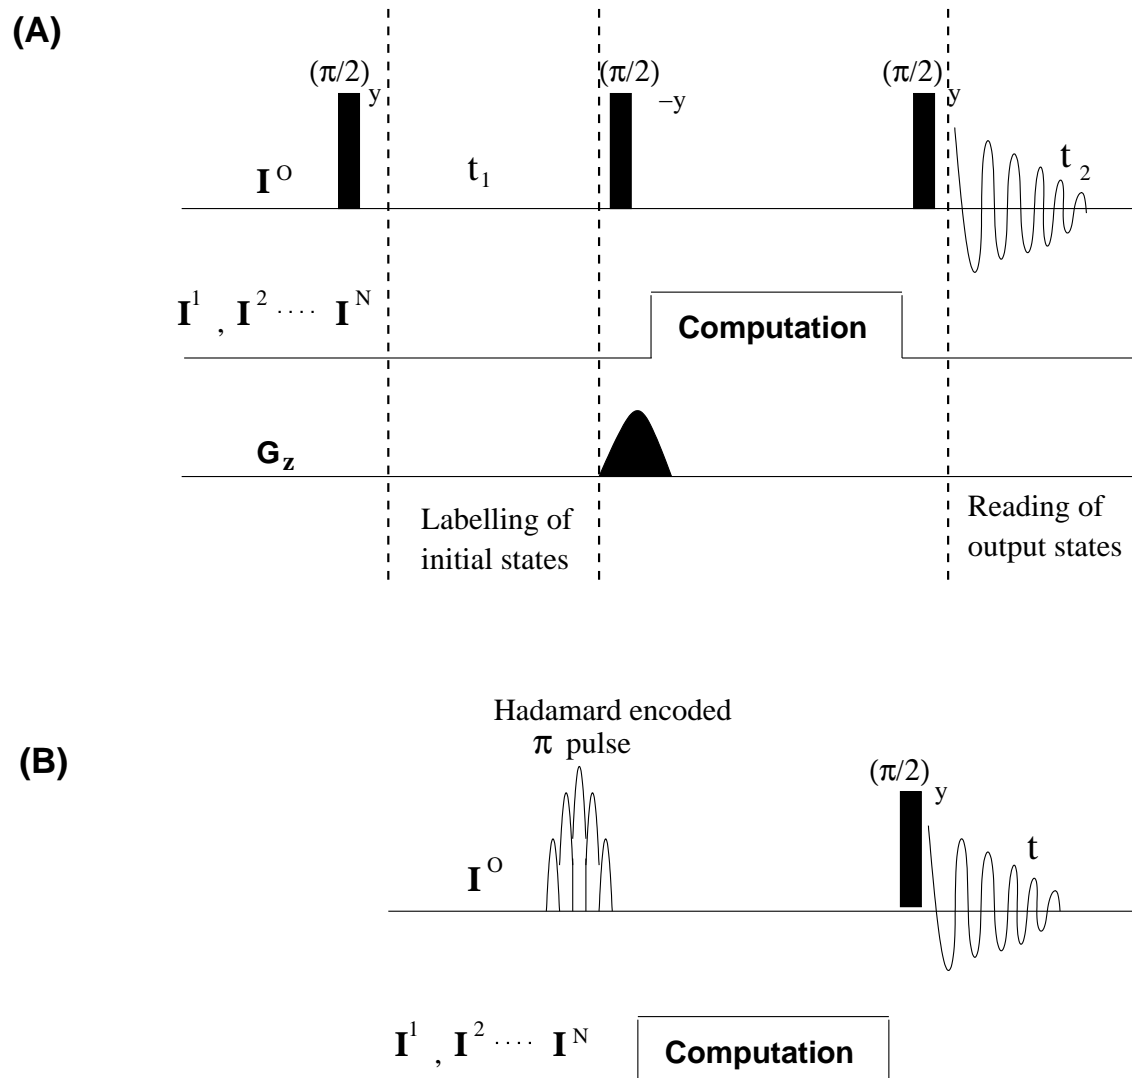 (A)
(π/2)y (π/2)−y (π/2)y
I^O t1 t2
I^1 , I^2 ···· I^N Computation
Gz
Labelling of
initial states
Reading of
output states
Hadamard encoded
π pulse
(B)
(π/2)y
I^O t
I^1 , I^2 ···· I^N Computation